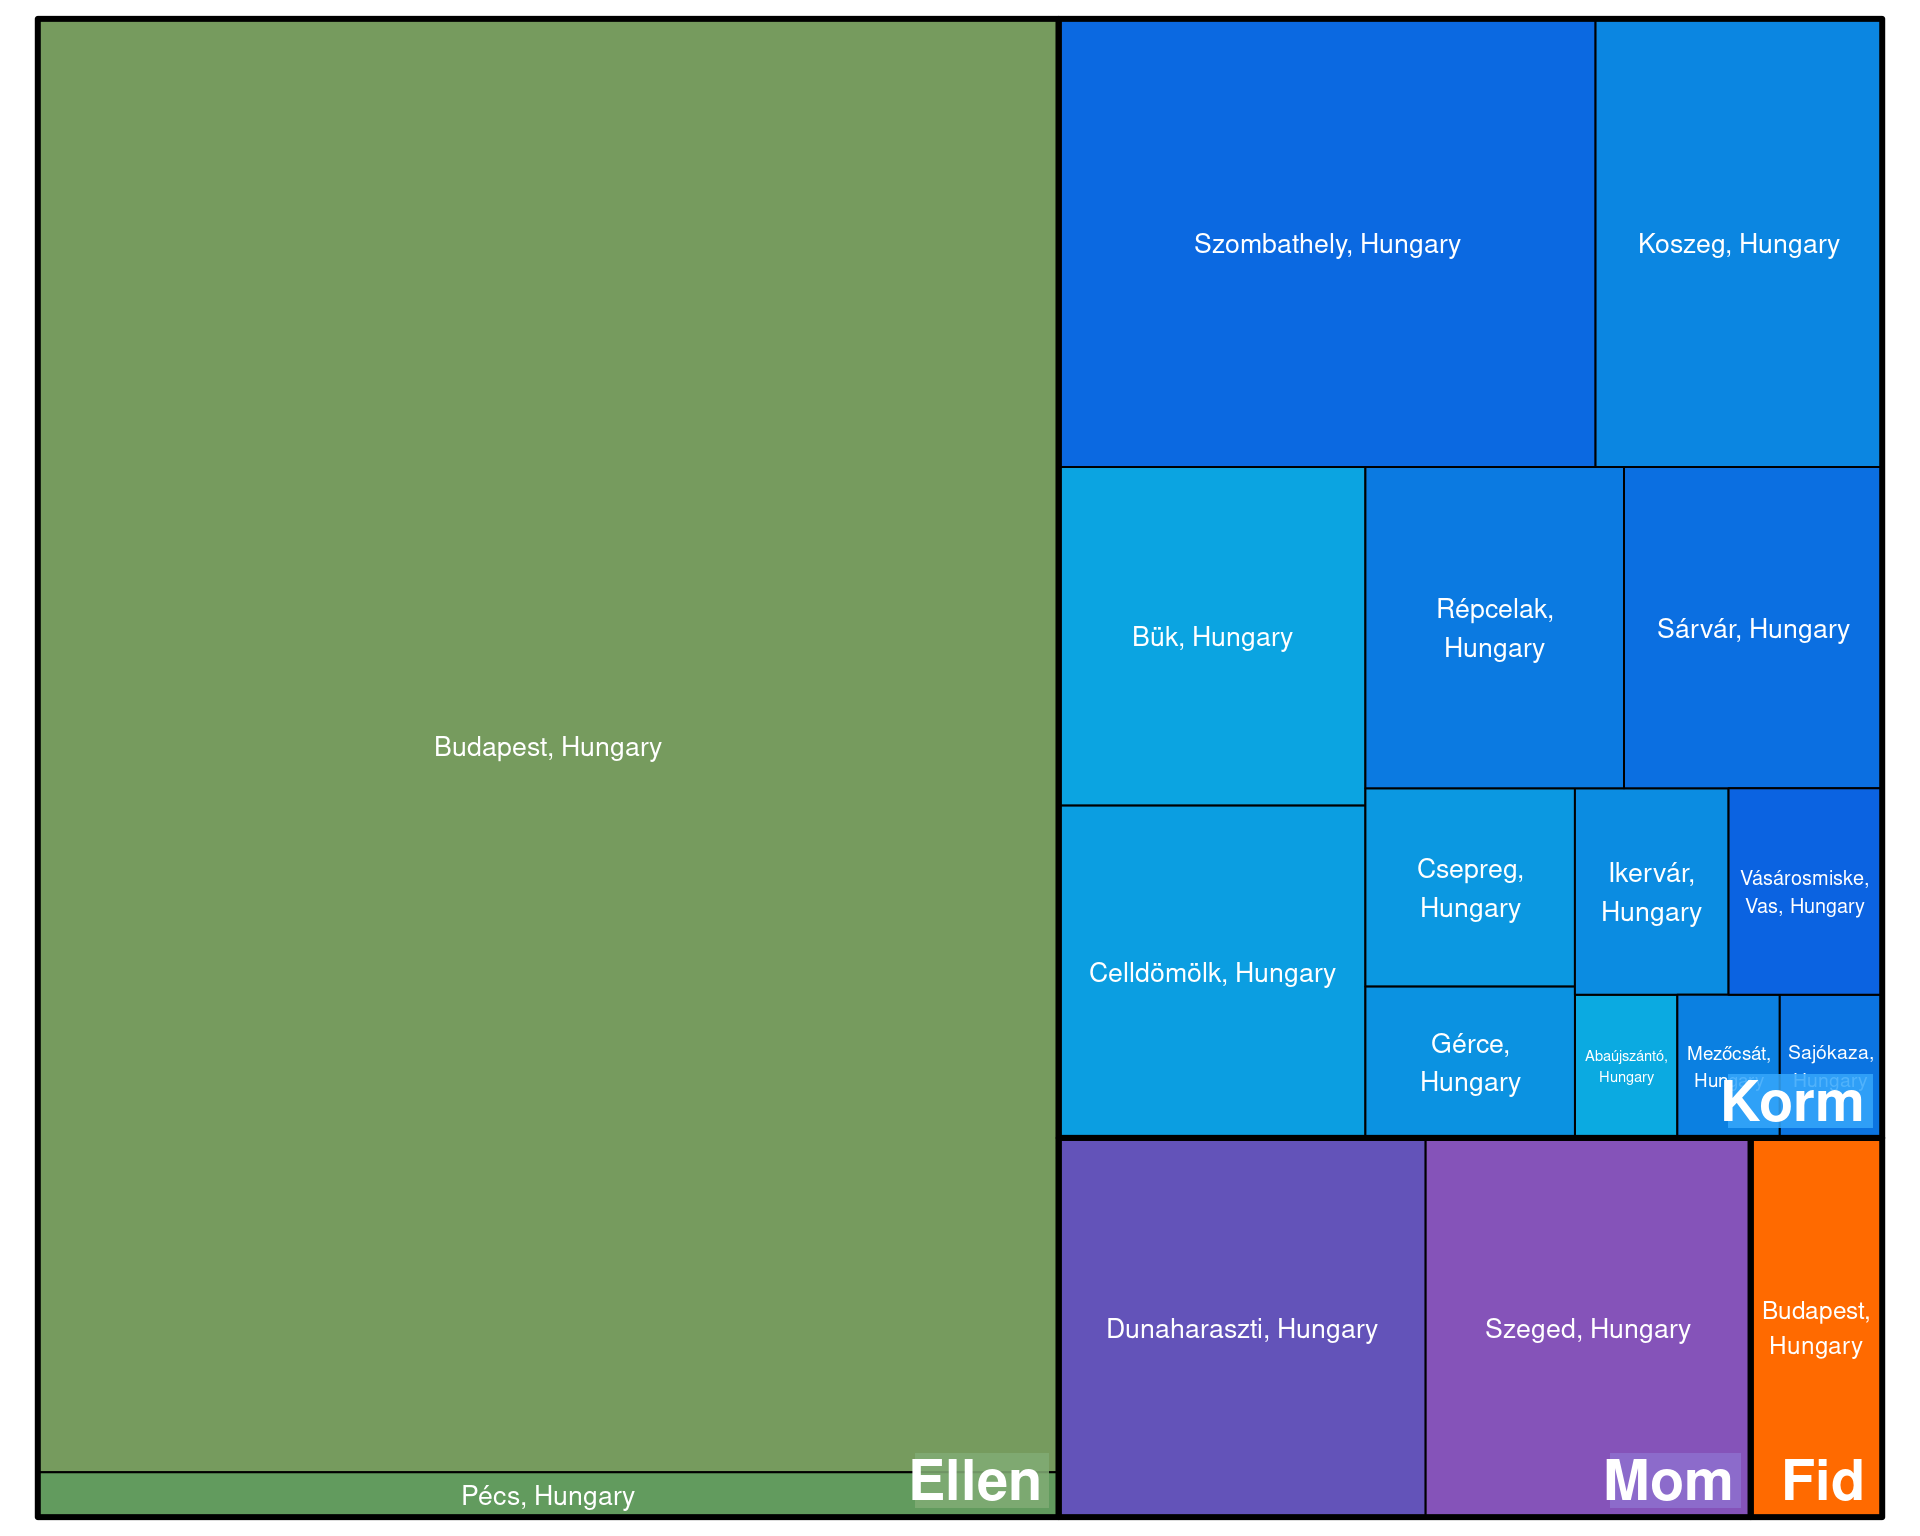 Budapest, Hungary
Pécs, Hungary
Ellen
Szombathely, Hungary
Koszeg, Hungary
Bük, Hungary
Répcelak,
Hungary
Sárvár, Hungary
Celldömölk, Hungary
Csepreg,
Hungary
Ikervár,
Hungary
Vásárosmiske,
Vas, Hungary
Gérce,
Hungary
Abaújszántó,
Hungary
Mezőcsát,
Hungary
Sajókaza,
Hungary
Korm
Dunaharaszti, Hungary
Szeged, Hungary
Mom
Budapest,
Hungary
Fid